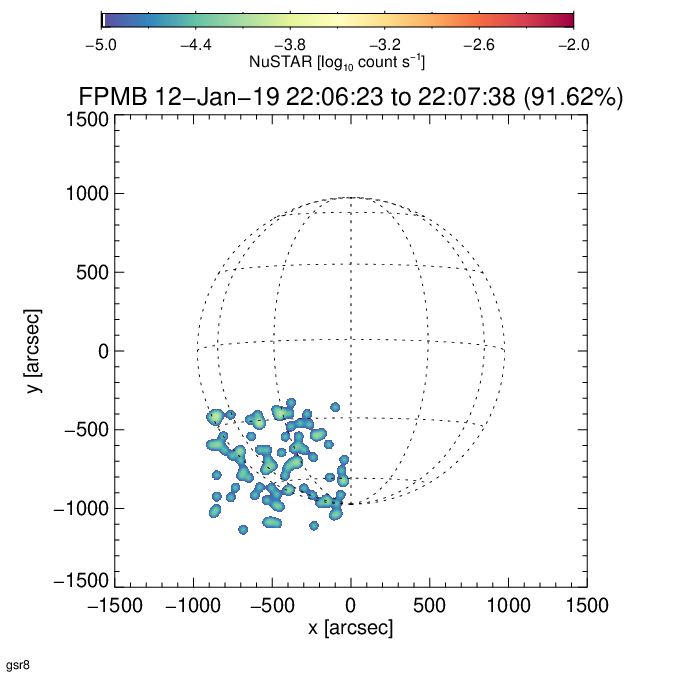 −5.0 −4.4 −3.8 −3.2 −2.6 −2.0
NuSTAR [log₁₀ count s⁻¹]
FPMB 12−Jan−19 22:06:23 to 22:07:38 (91.62%)
1500
1000
500
0
−500
−1000
−1500
y [arcsec]
−1500 −1000 −500 0 500 1000 1500
x [arcsec]
gsr8